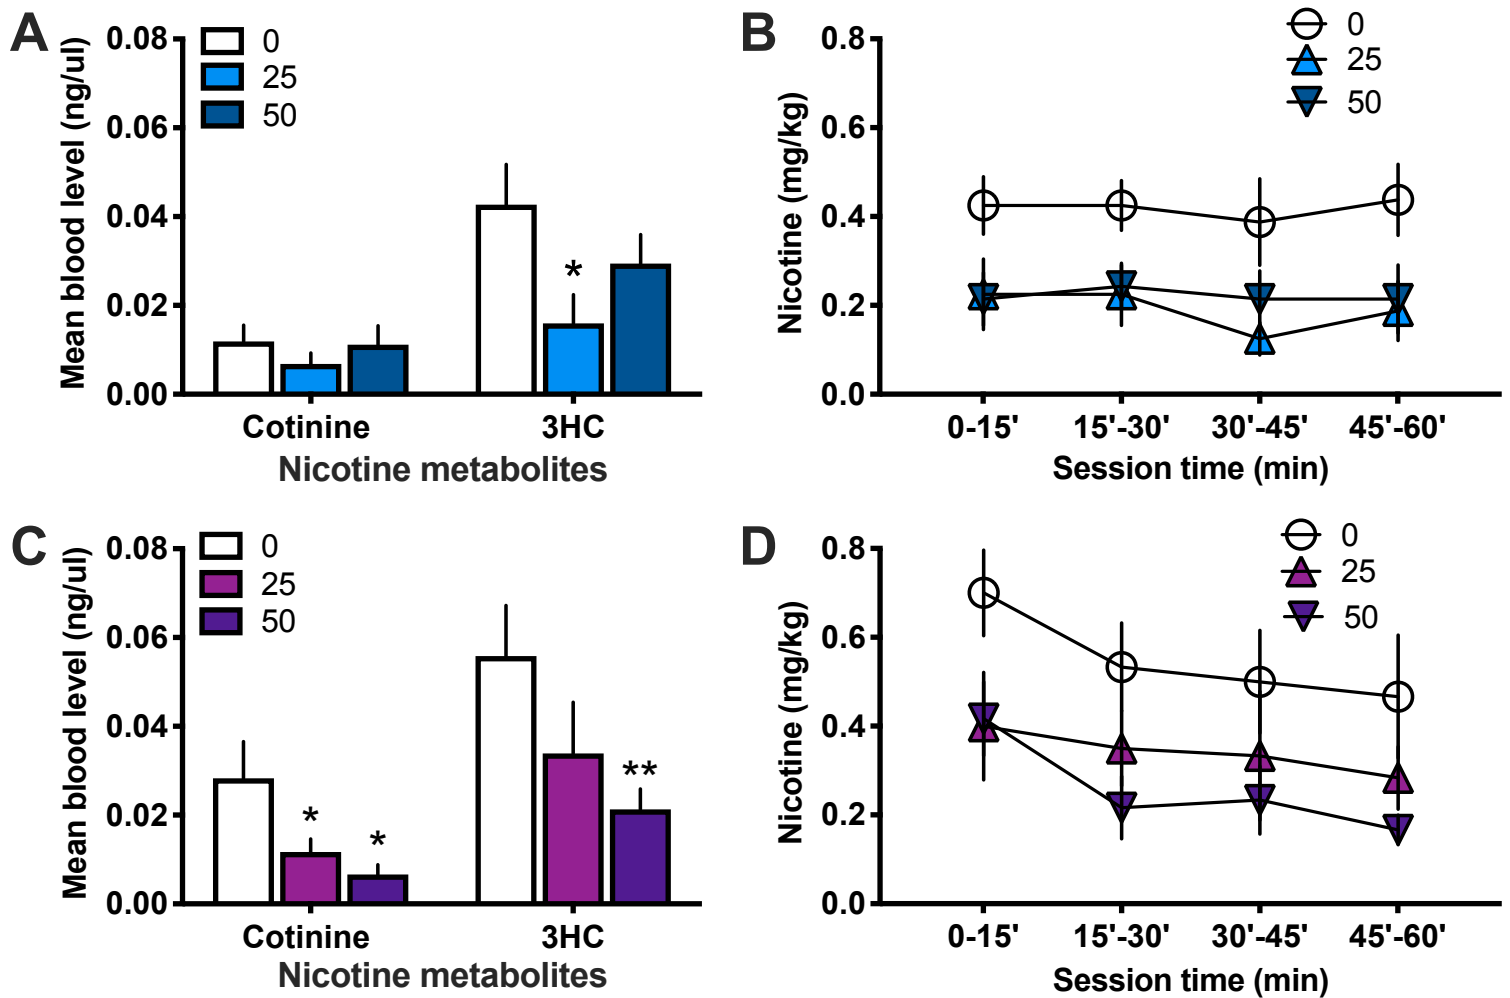 A
Mean blood level (ng/ul)
0.08
0.06
0.04
0.02
0.00
0
25
50
*
Cotinine
3HC
Nicotine metabolites
B
Nicotine (mg/kg)
0.8
0.6
0.4
0.2
0.0
0
25
50
0-15'
15'-30'
30'-45'
45'-60'
Session time (min)
C
Mean blood level (ng/ul)
0.08
0.06
0.04
0.02
0.00
0
25
50
*
*
**
Cotinine
3HC
Nicotine metabolites
D
Nicotine (mg/kg)
0.8
0.6
0.4
0.2
0.0
0
25
50
0-15'
15'-30'
30'-45'
45'-60'
Session time (min)